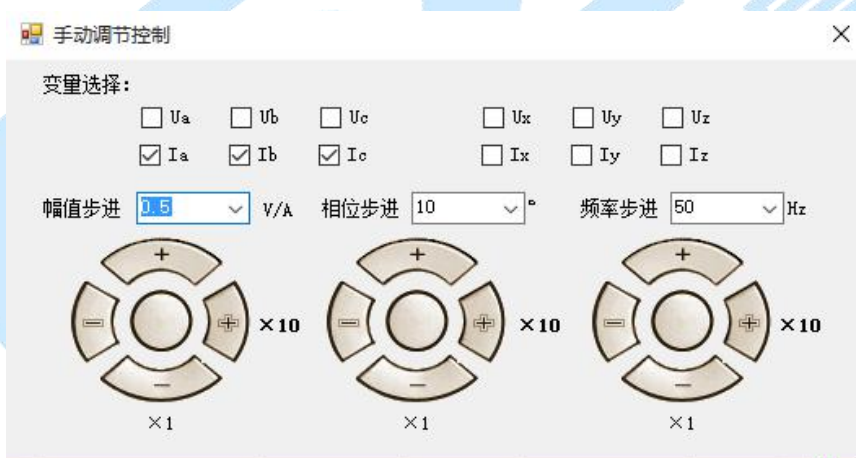 手动调节控制
变量选择:
Ua Ub Uc Ux Uy Uz
Ia Ib Ic Ix Iy Iz
幅值步进 0.5 V/A 相位步进 10 ° 频率步进 50 Hz
+ + +
- + ×10 - + ×10 - + ×10
- - -
×1 ×1 ×1